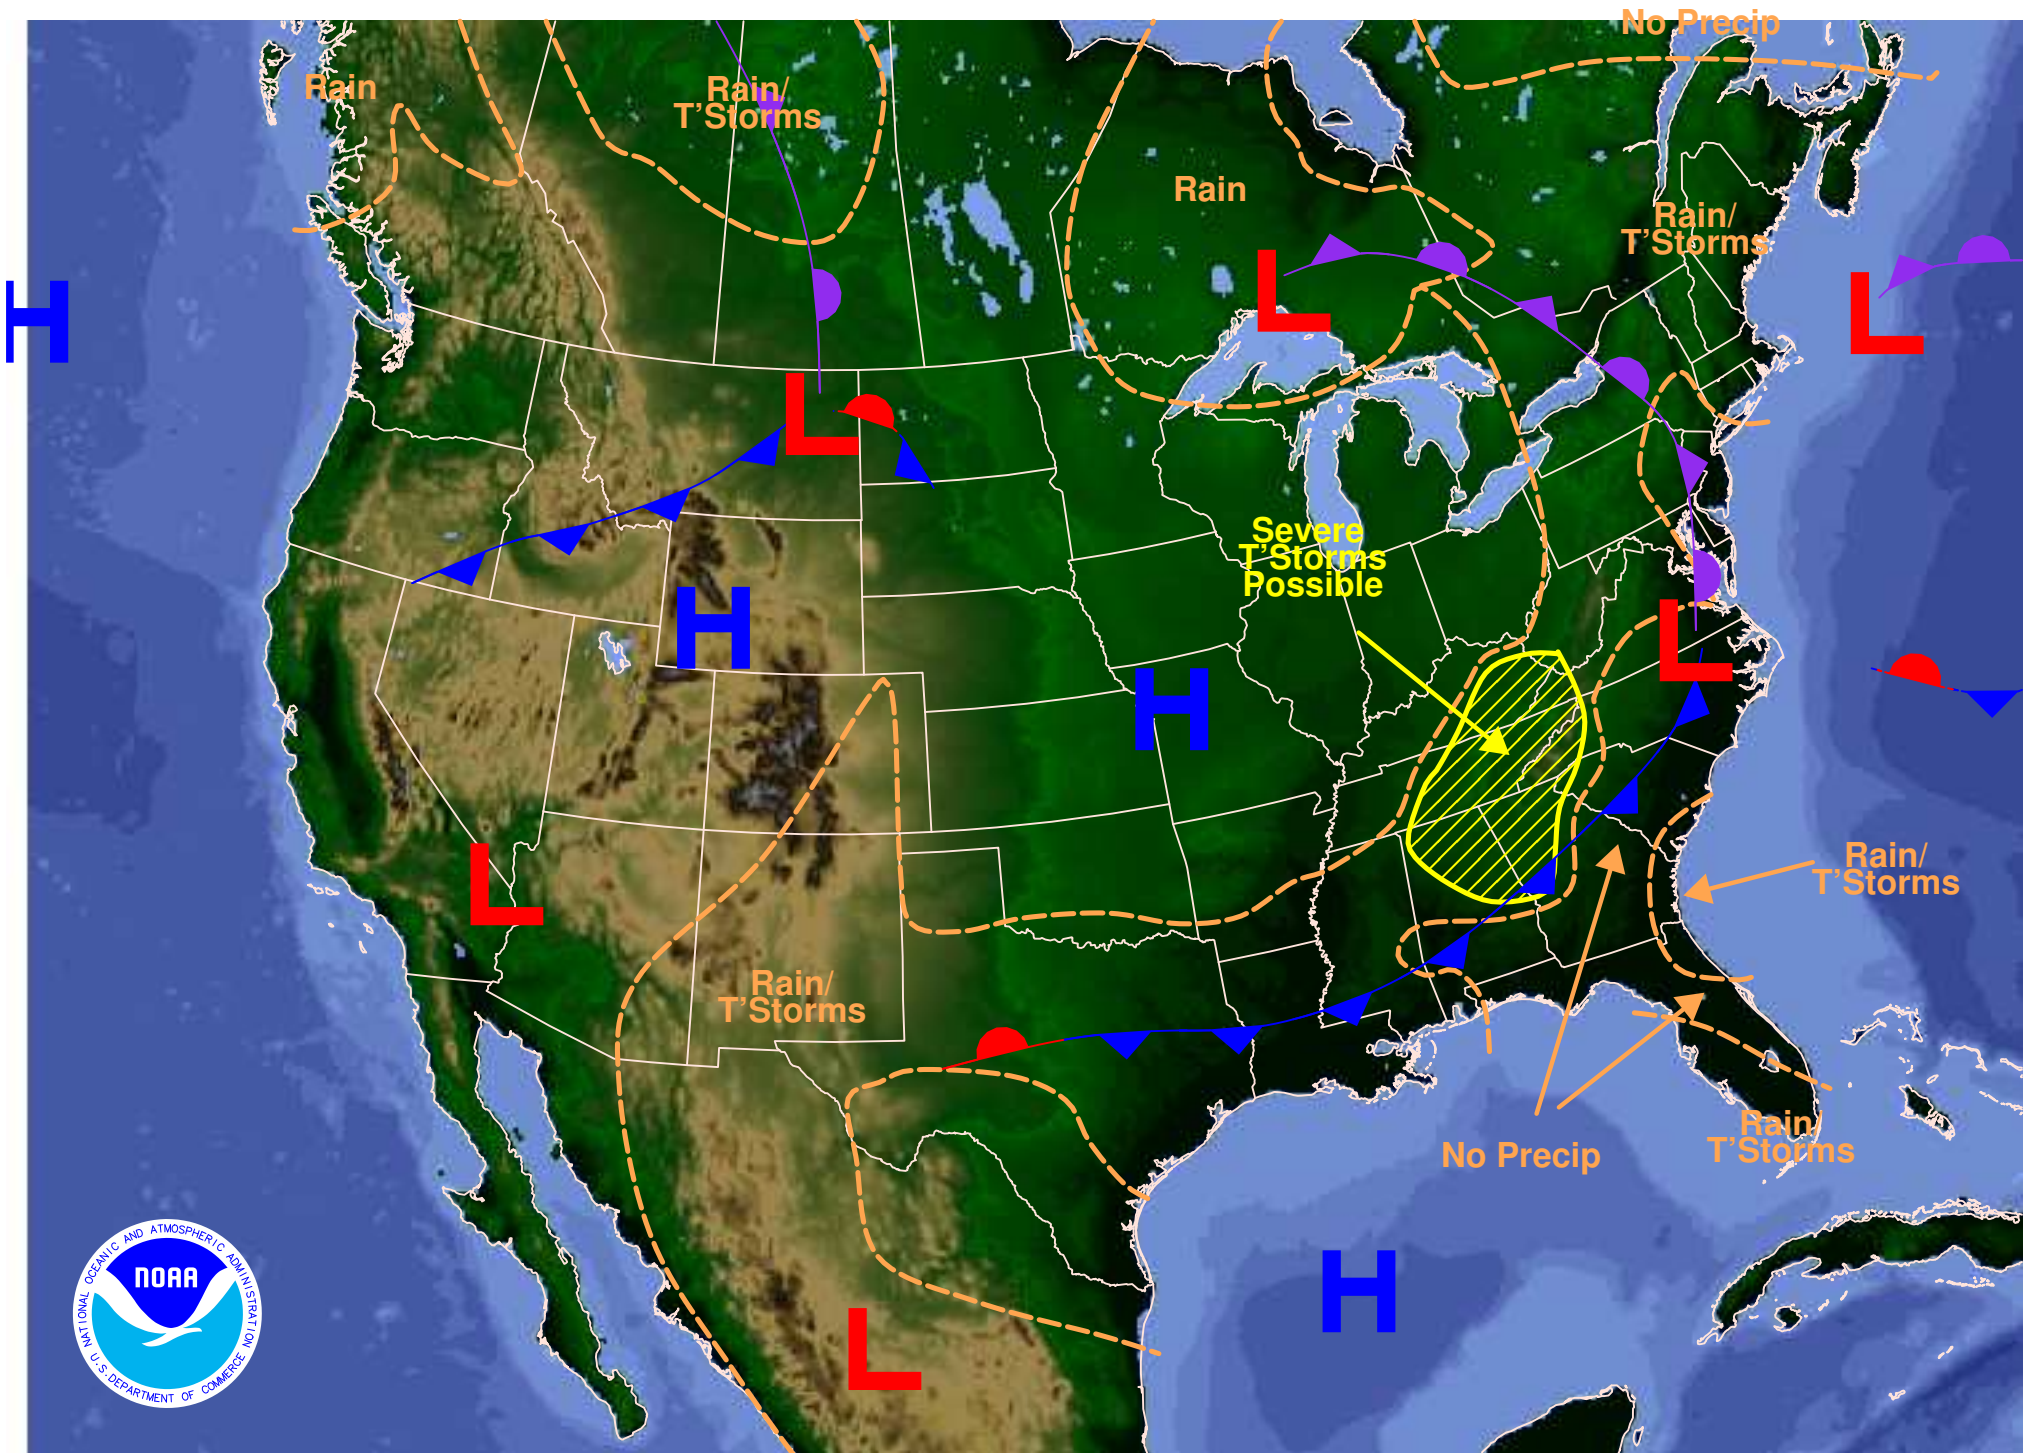 No Precip
Rain
Rain/
T'Storms
Rain
Rain/
T'Storms
H
L
L
L
Severe
T'Storms
Possible
H
L
H
L
Rain/
T'Storms
Rain/
T'Storms
No Precip
Rain/
T'Storms
H
L
NATIONAL OCEANIC AND ATMOSPHERIC ADMINISTRATION
NOAA
U.S. DEPARTMENT OF COMMERCE